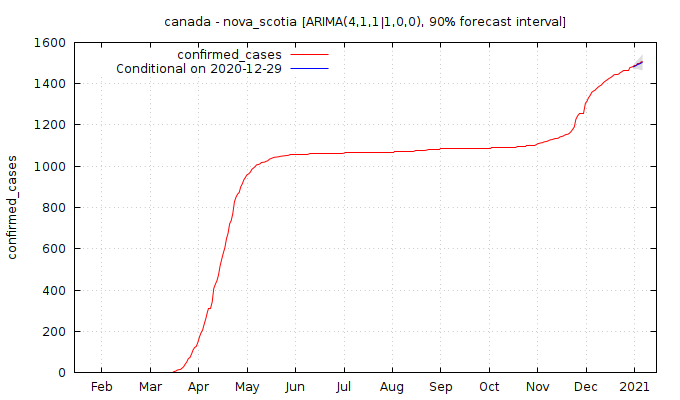 canada - nova_scotia [ARIMA(4,1,1|1,0,0), 90% forecast interval]
confirmed_cases
Conditional on 2020-12-29
1600
1400
1200
1000
800
600
400
200
0
confirmed_cases
Feb Mar Apr May Jun Jul Aug Sep Oct Nov Dec 2021